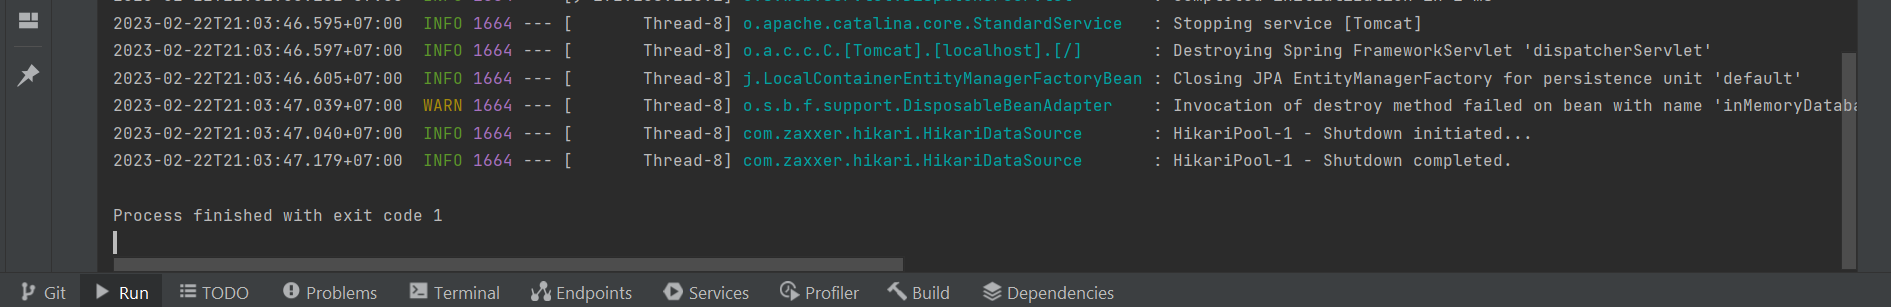 2023-02-22T21:03:46.595+07:00  INFO 1664 --- [       Thread-8] o.apache.catalina.core.StandardService   : Stopping service [Tomcat]
2023-02-22T21:03:46.597+07:00  INFO 1664 --- [       Thread-8] o.a.c.c.C.[Tomcat].[localhost].[/]       : Destroying Spring FrameworkServlet 'dispatcherServlet'
2023-02-22T21:03:46.605+07:00  INFO 1664 --- [       Thread-8] j.LocalContainerEntityManagerFactoryBean : Closing JPA EntityManagerFactory for persistence unit 'default'
2023-02-22T21:03:47.039+07:00  WARN 1664 --- [       Thread-8] o.s.b.f.support.DisposableBeanAdapter    : Invocation of destroy method failed on bean with name 'inMemoryDataba
2023-02-22T21:03:47.040+07:00  INFO 1664 --- [       Thread-8] com.zaxxer.hikari.HikariDataSource       : HikariPool-1 - Shutdown initiated...
2023-02-22T21:03:47.179+07:00  INFO 1664 --- [       Thread-8] com.zaxxer.hikari.HikariDataSource       : HikariPool-1 - Shutdown completed.
Process finished with exit code 1
Git Run TODO Problems Terminal Endpoints Services Profiler Build Dependencies